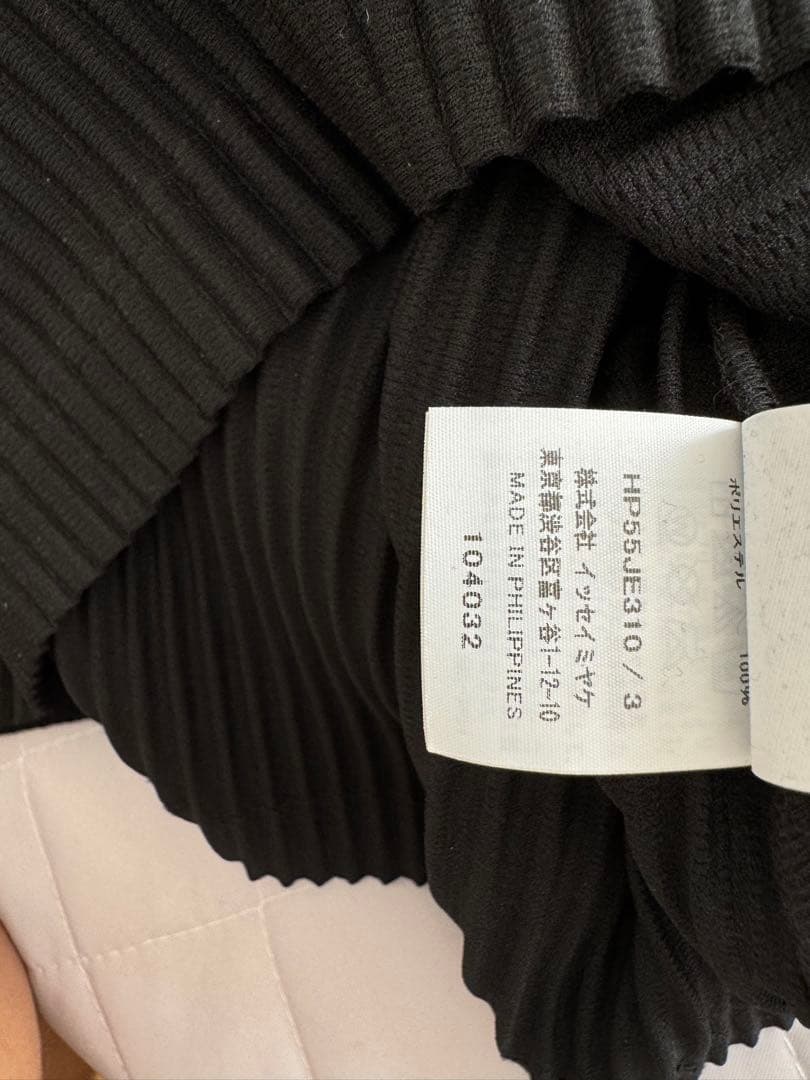 ポリエステル 100%
HP55JE310 / 3
株式会社 イッセイミヤケ
東京都渋谷区富ヶ谷1-12-10
MADE IN PHILIPPINES
104032